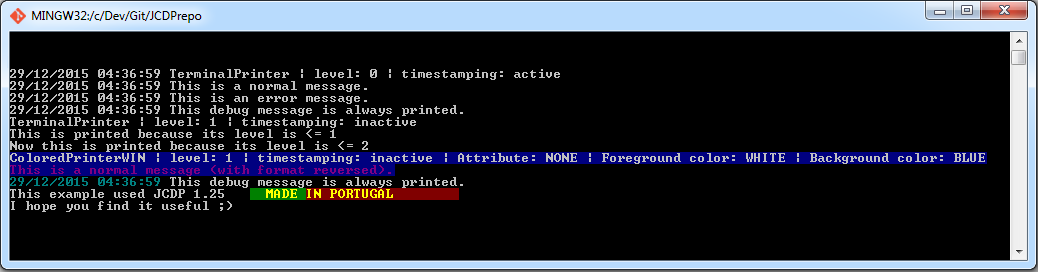 MINGW32:/c/Dev/Git/JCDPrepo
29/12/2015 04:36:59 TerminalPrinter ¦ level: 0 ¦ timestamping: active
29/12/2015 04:36:59 This is a normal message.
29/12/2015 04:36:59 This is an error message.
29/12/2015 04:36:59 This debug message is always printed.
TerminalPrinter ¦ level: 1 ¦ timestamping: inactive
This is printed because its level is <= 1
Now this is printed because its level is <= 2
ColoredPrinterWIN ¦ level: 1 ¦ timestamping: inactive ¦ Attribute: NONE ¦ Foreground color: WHITE ¦ Background color: BLUE
This is a normal message (with format reversed).
29/12/2015 04:36:59 This debug message is always printed.
This example used JCDP 1.25 MADE IN PORTUGAL
I hope you find it useful ;)